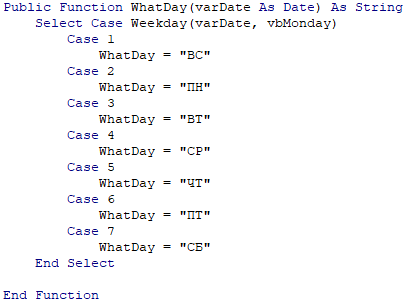 Public Function WhatDay(varDate As Date) As String
    Select Case Weekday(varDate, vbMonday)
        Case 1
            WhatDay = "ВС"
        Case 2
            WhatDay = "ПН"
        Case 3
            WhatDay = "ВТ"
        Case 4
            WhatDay = "СР"
        Case 5
            WhatDay = "ЧТ"
        Case 6
            WhatDay = "ПТ"
        Case 7
            WhatDay = "СБ"
    End Select
End Function